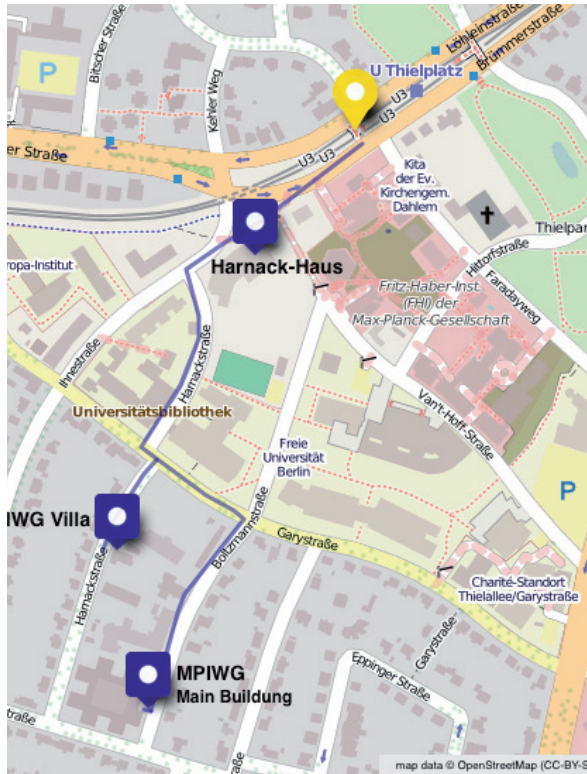 Bitscher Straße
Löhleinstraße
Brümmerstraße
P
Kehler Weg
U Thielplatz
U3
U3
U3
U3
U3
er Straße
Kita
der Ev.
Kirchengem.
Dahlem
Thielpar
Harnack-Haus
Hittorfstraße
ropa-Institut
Fritz-Haber-Inst.
(FHI) der
Max-Planck-Gesellschaft
Faradayweg
Ihnestraße
Harnackstraße
Van't-Hoff-Straße
Universitätsbibliothek
Freie
Universität
Berlin
P
IWG Villa
Boltzmannstraße
Garystraße
Harnackstraße
Charité-Standort
Thielallee/Garystraße
Garystraße
MPIWG
Main Buildung
Eppinger Straße
map data © OpenStreetMap (CC-BY-S